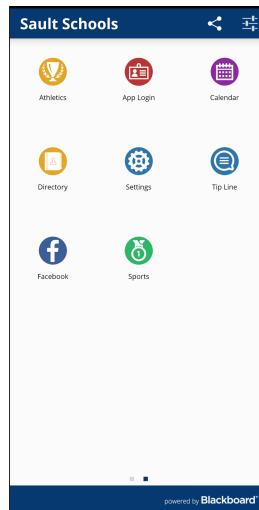 Sault Schools
Athletics
App Login
Calendar
Directory
Settings
Tip Line
Facebook
Sports
powered by Blackboard